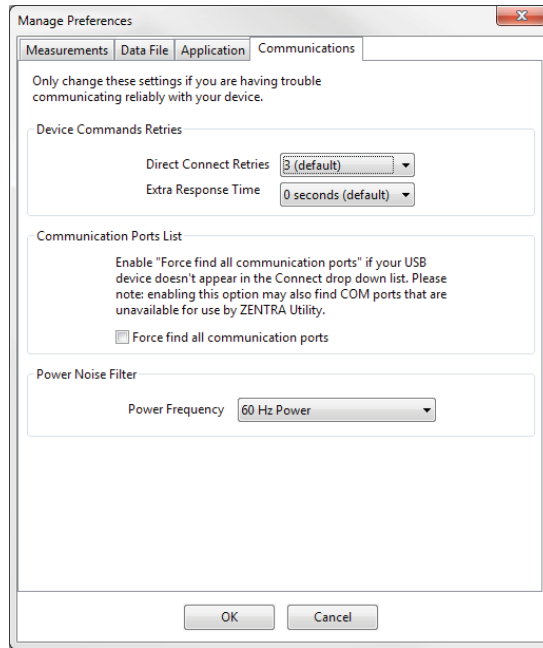 Manage Preferences
Measurements Data File Application Communications
Only change these settings if you are having trouble
communicating reliably with your device.
Device Commands Retries
Direct Connect Retries 3 (default)
Extra Response Time 0 seconds (default)
Communication Ports List
Enable "Force find all communication ports" if your USB
device doesn't appear in the Connect drop down list. Please
note: enabling this option may also find COM ports that are
unavailable for use by ZENTRA Utility.
Force find all communication ports
Power Noise Filter
Power Frequency 60 Hz Power
OK Cancel